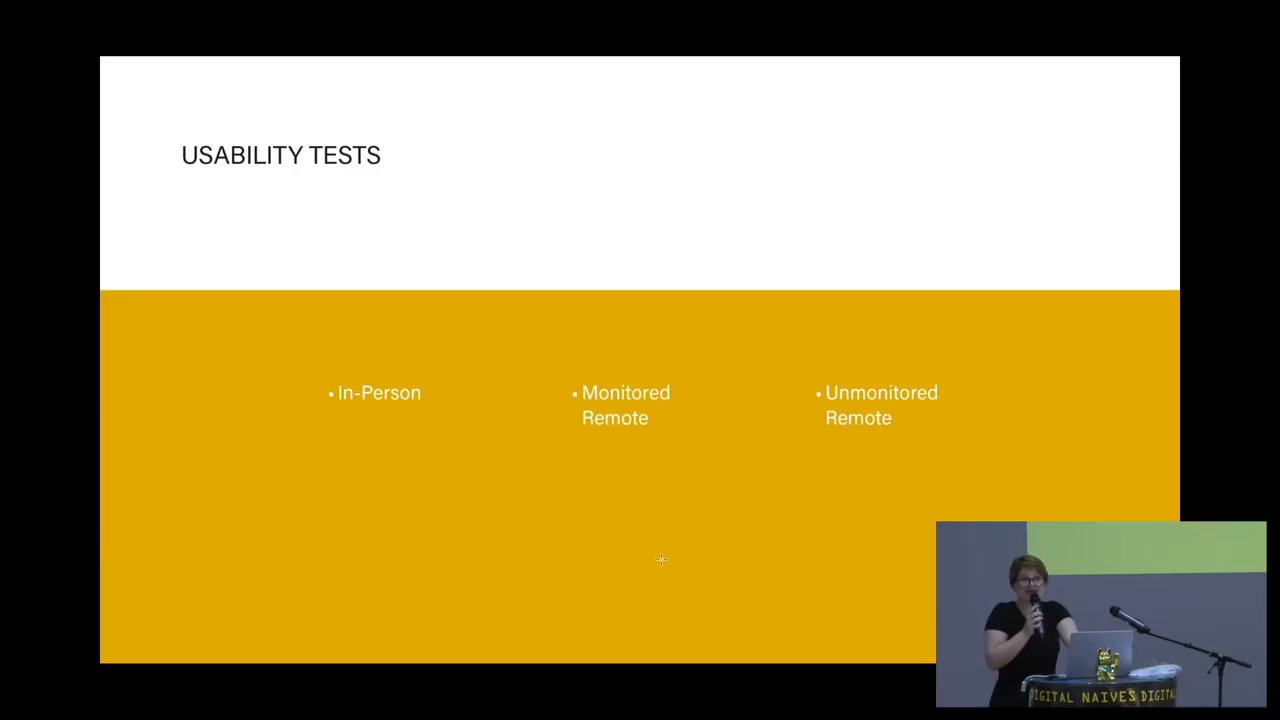 USABILITY TESTS
▪ In-Person
▪ Monitored
Remote
▪ Unmonitored
Remote
DIGITAL NAIVES DIGITAL